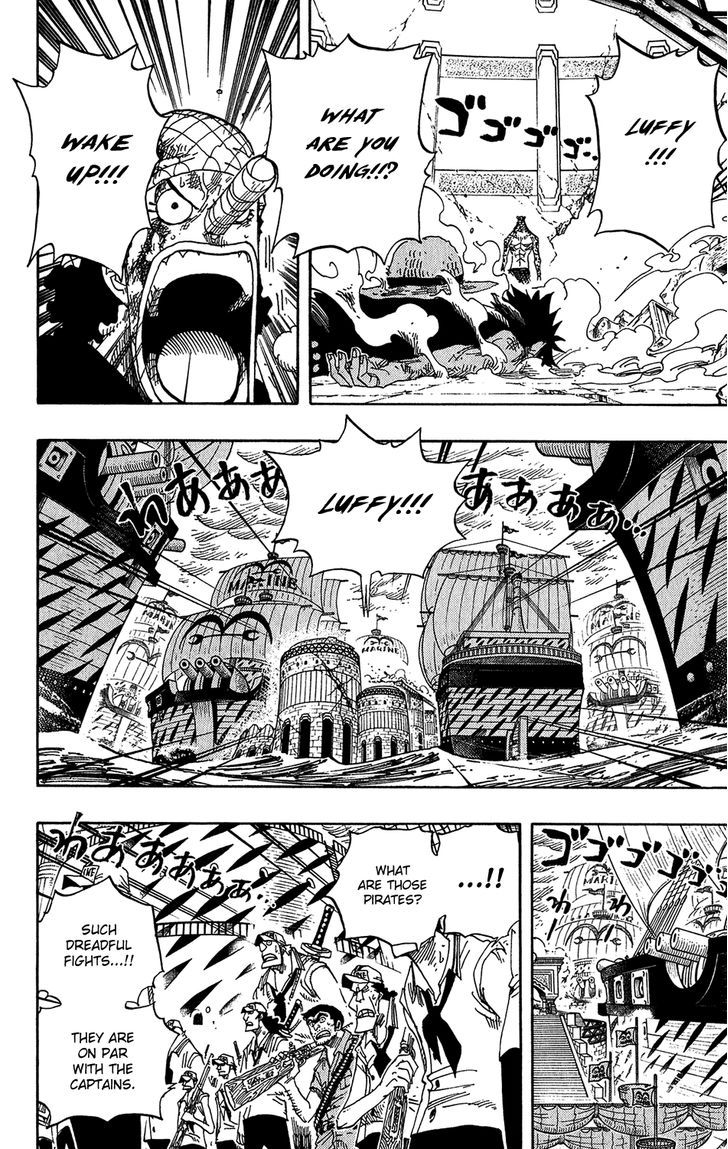 LUFFY
!!!
ゴゴゴゴ
WHAT
ARE YOU
DOING!!?
WAKE
UP!!!
ああああ…
LUFFY!!!
わあああ
MARINE
MARINE
ゴゴゴゴゴ
MARINE
わ
わ
...!!
WHAT
ARE THOSE
PIRATES?
わあああああ…
SUCH
DREADFUL
FIGHTS...!!
THEY ARE
ON PAR
WITH THE
CAPTAINS.